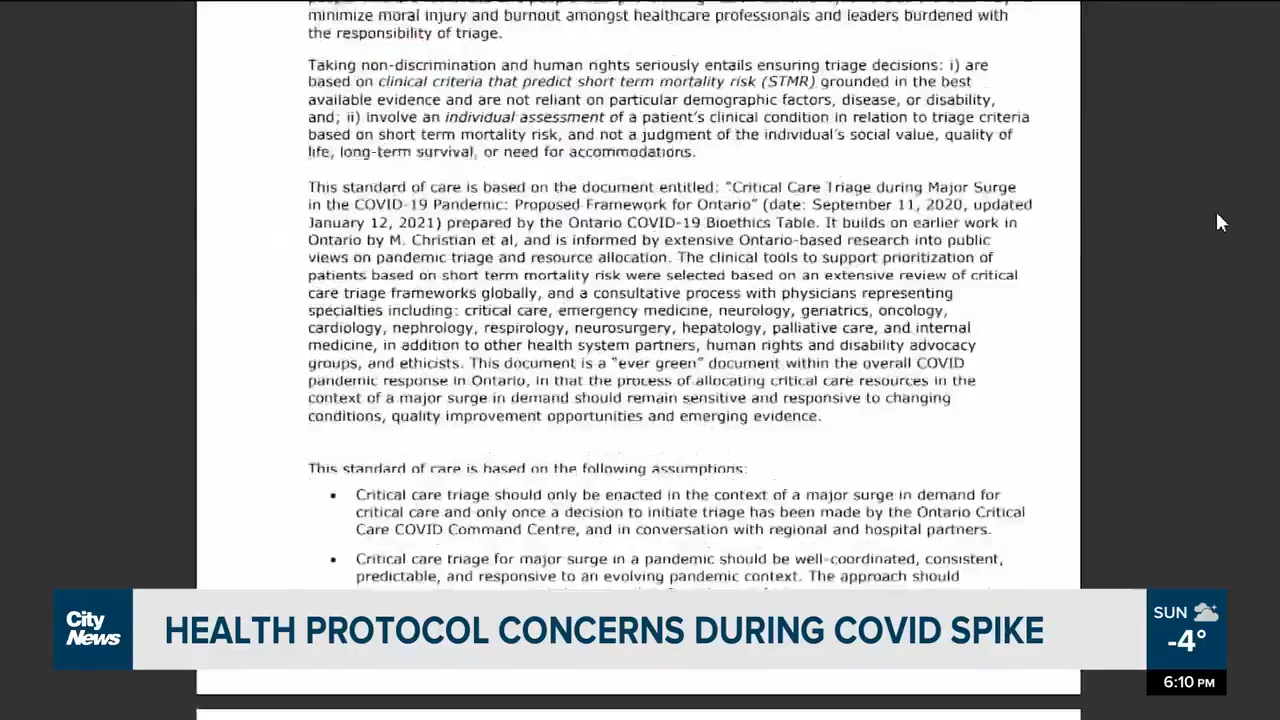 minimize moral injury and burnout amongst healthcare professionals and leaders burdened with
the responsibility of triage.
Taking non-discrimination and human rights seriously entails ensuring triage decisions: i) are
based on clinical criteria that predict short term mortality risk (STMR) grounded in the best
available evidence and are not reliant on particular demographic factors, disease, or disability,
and; ii) involve an individual assessment of a patient's clinical condition in relation to triage criteria
based on short term mortality risk, and not a judgment of the individual's social value, quality of
life, long-term survival, or need for accommodations.
This standard of care is based on the document entitled: "Critical Care Triage during Major Surge
in the COVID-19 Pandemic: Proposed Framework for Ontario" (date: September 11, 2020, updated
January 12, 2021) prepared by the Ontario COVID-19 Bioethics Table. It builds on earlier work in
Ontario by M. Christian et al, and is informed by extensive Ontario-based research into public
views on pandemic triage and resource allocation. The clinical tools to support prioritization of
patients based on short term mortality risk were selected based on an extensive review of critical
care triage frameworks globally, and a consultative process with physicians representing
specialties including: critical care, emergency medicine, neurology, geriatrics, oncology,
cardiology, nephrology, respirology, neurosurgery, hepatology, palliative care, and internal
medicine, in addition to other health system partners, human rights and disability advocacy
groups, and ethicists. This document is a "ever green" document within the overall COVID
pandemic response in Ontario, in that the process of allocating critical care resources in the
context of a major surge in demand should remain sensitive and responsive to changing
conditions, quality improvement opportunities and emerging evidence.
This standard of care is based on the following assumptions:
• Critical care triage should only be enacted in the context of a major surge in demand for
critical care and only once a decision to initiate triage has been made by the Ontario Critical
Care COVID Command Centre, and in conversation with regional and hospital partners.
• Critical care triage for major surge in a pandemic should be well-coordinated, consistent,
predictable, and responsive to an evolving pandemic context. The approach should
City
News
HEALTH PROTOCOL CONCERNS DURING COVID SPIKE
SUN
-4°
6:10 PM